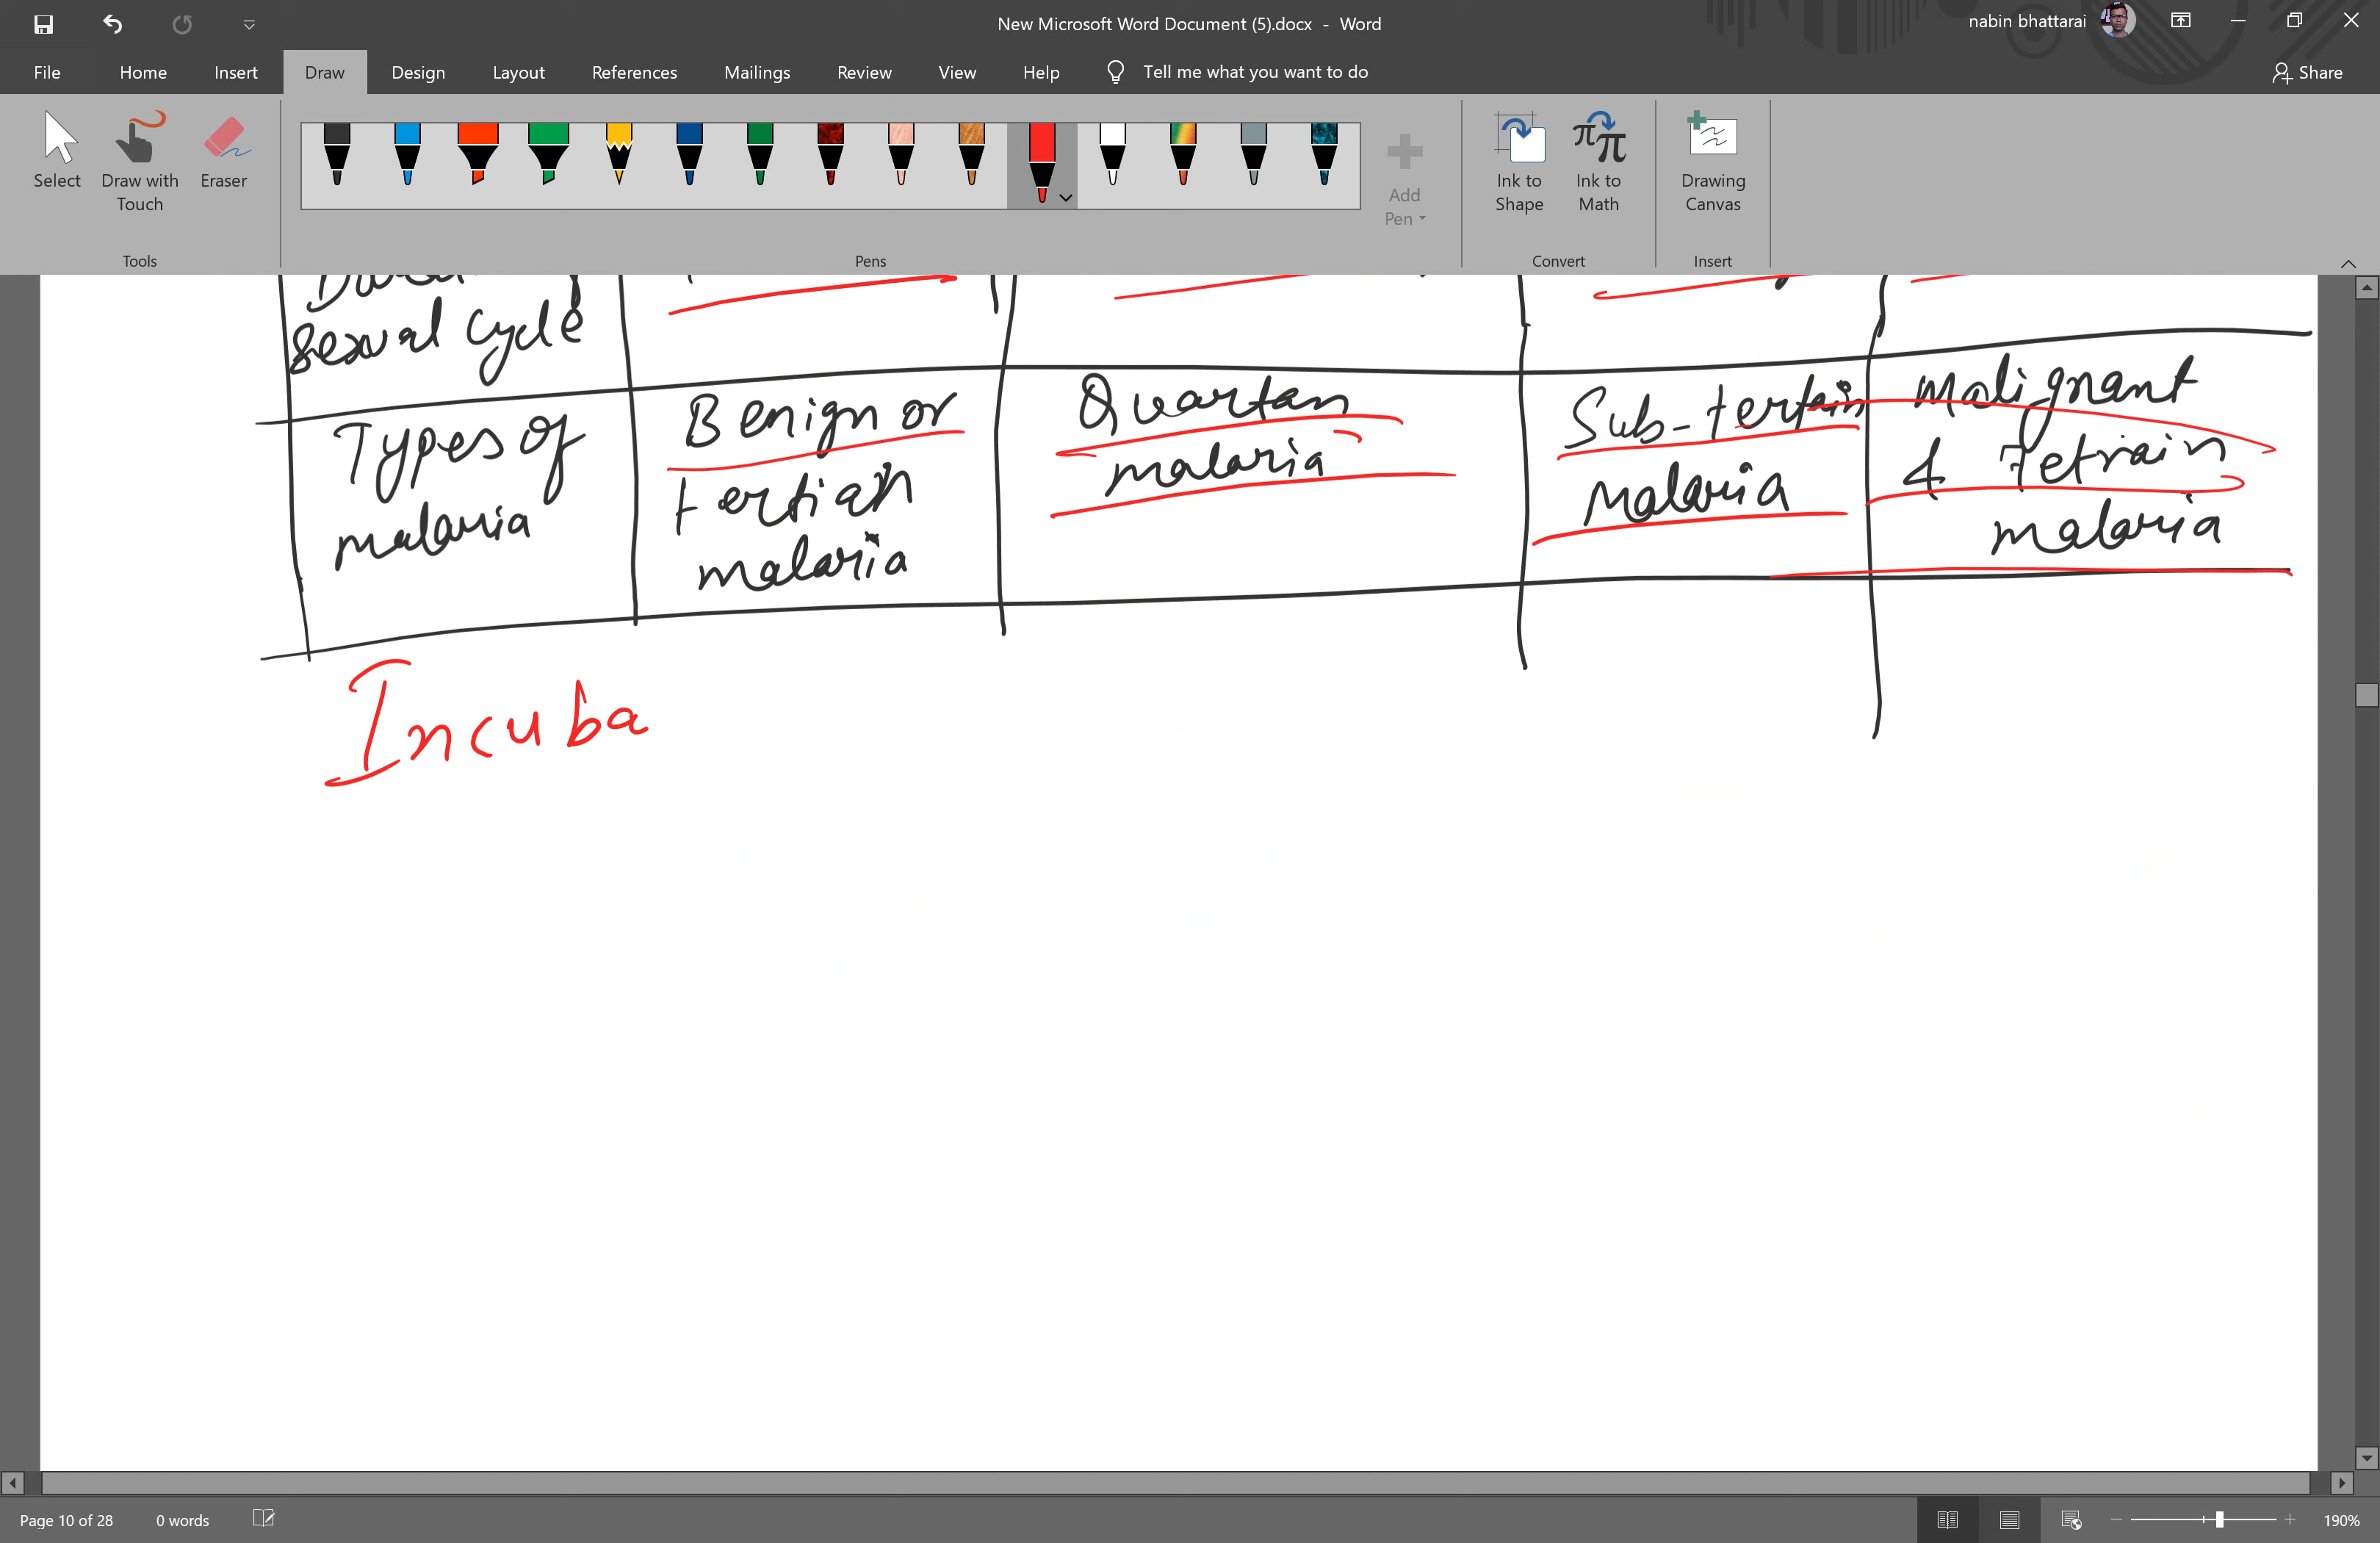 New Microsoft Word Document (5).docx - Word
nabin bhattarai
File Home Insert Draw Design Layout References Mailings Review View Help Tell me what you want to do
Share
Select
Draw with Touch
Eraser
Add Pen
Ink to Shape
Ink to Math
Drawing Canvas
Tools
Pens
Convert
Insert
sexual cycle
Types of
malaria
Benign or
tertian
malaria
Quartan
malaria
Sub-tertain
malaria
Malignant
& Tetrain
malaria
Incuba
Page 10 of 28
0 words
190%